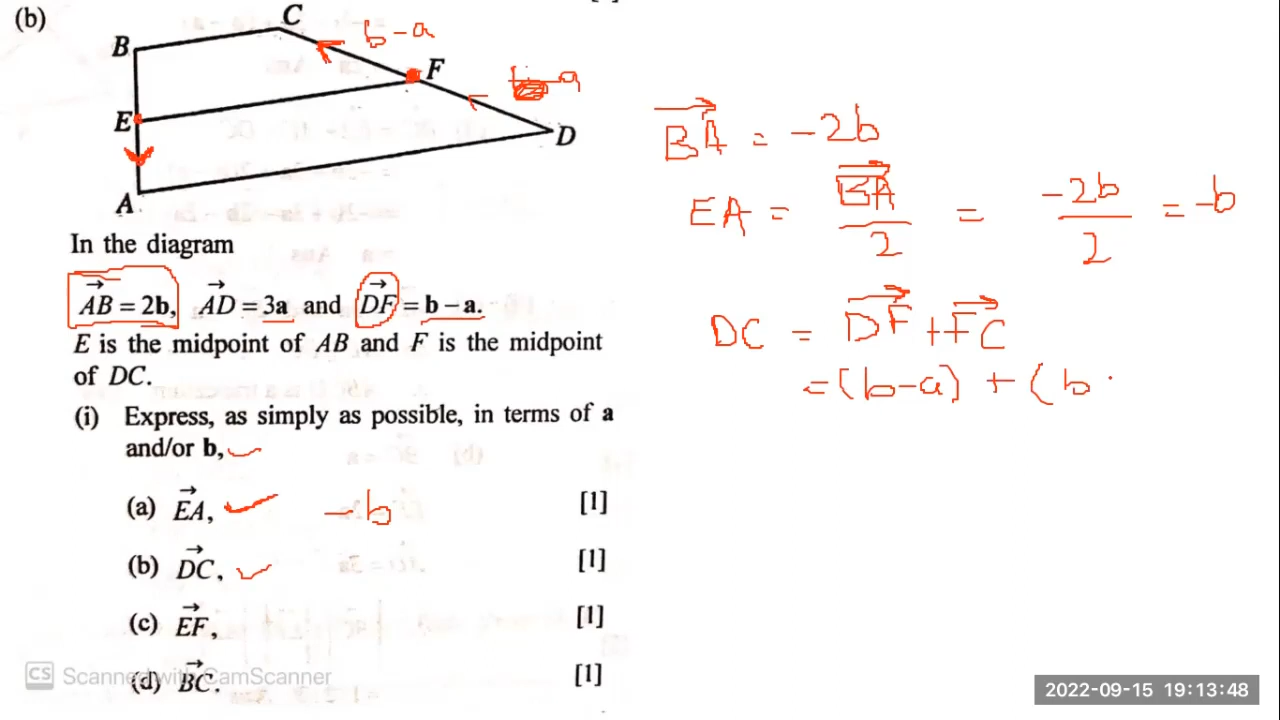 (b)
C
b-a
B
F
b-a
E
D
A
BA = -2b
EA = BA/2 = -2b/2 = -b
DC = DF + FC
= (b-a) + (b
In the diagram
AB = 2b, AD = 3a and DF = b – a.
E is the midpoint of AB and F is the midpoint
of DC.
(i) Express, as simply as possible, in terms of a
and/or b,
(a) EA, -b [1]
(b) DC, [1]
(c) EF, [1]
(d) BC. [1]
CS Scanned with CamScanner
2022-09-15 19:13:48